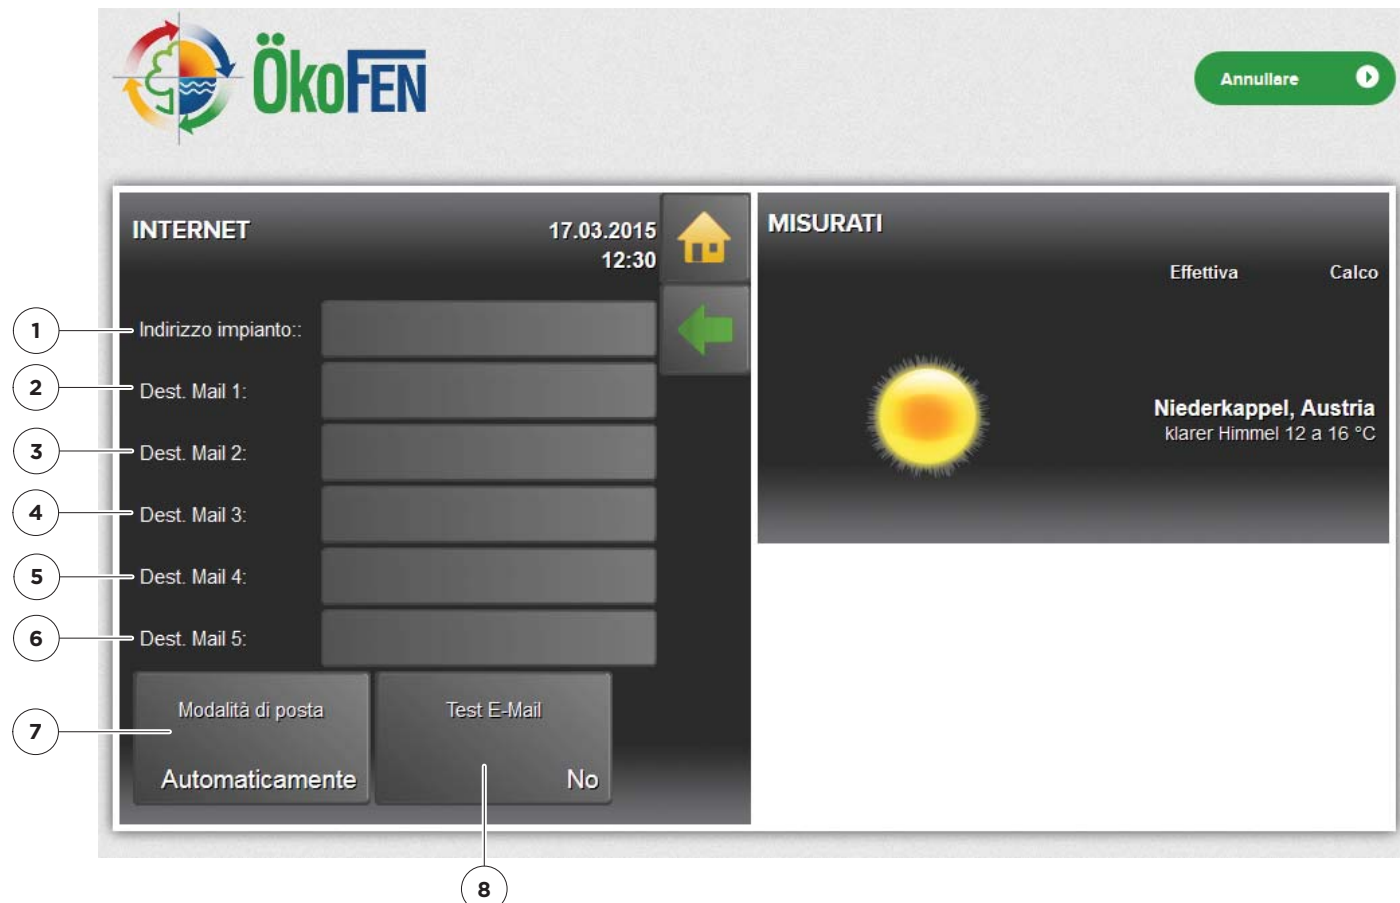 ÖkoFEN
Annullare
INTERNET
17.03.2015
12:30
1
Indirizzo impianto::
2
Dest. Mail 1:
3
Dest. Mail 2:
4
Dest. Mail 3:
5
Dest. Mail 4:
6
Dest. Mail 5:
7
Modalità di posta
Automaticamente
Test E-Mail
No
8
MISURATI
Effettiva Calco
Niederkappel, Austria
klarer Himmel 12 a 16 °C